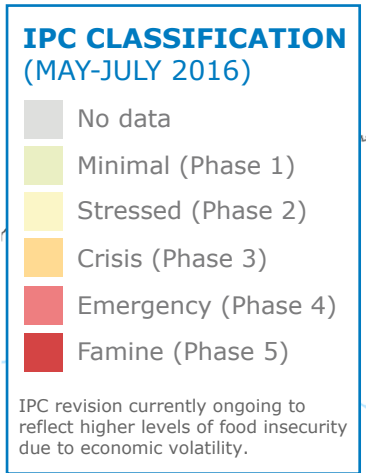 IPC CLASSIFICATION
(MAY-JULY 2016)
No data
Minimal (Phase 1)
Stressed (Phase 2)
Crisis (Phase 3)
Emergency (Phase 4)
Famine (Phase 5)
IPC revision currently ongoing to
reflect higher levels of food insecurity
due to economic volatility.